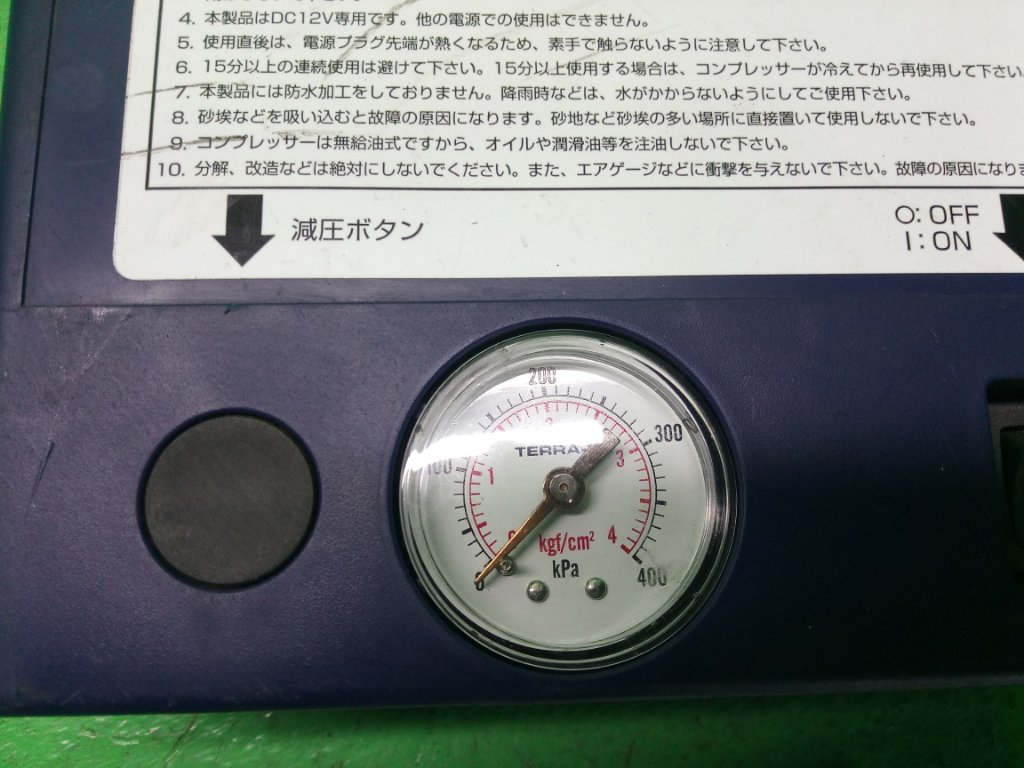 4. 本製品はDC12V専用です。他の電源での使用はできません。
5. 使用直後は、電源プラグ先端が熱くなるため、素手で触らないように注意して下さい。
6. 15分以上の連続使用は避けて下さい。15分以上使用する場合は、コンプレッサーが冷えてから再使用して下さい
7. 本製品には防水加工をしておりません。降雨時などは、水がかからないようにしてご使用下さい。
8. 砂埃などを吸い込むと故障の原因になります。砂地など砂埃の多い場所に直接置いて使用しないで下さい。
9. コンプレッサーは無給油式ですから、オイルや潤滑油等を注油しないで下さい。
10. 分解、改造などは絶対にしないでください。また、エアゲージなどに衝撃を与えないで下さい。故障の原因になりま
減圧ボタン
○: OFF
I : ON
200
100
300
2
TERRA
1
3
0
kgf/cm²
4
0
kPa
400